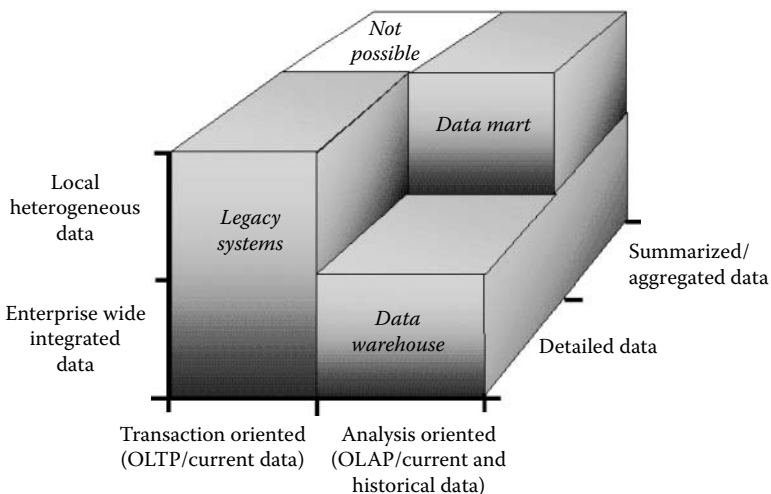 Not
possible
Data mart
Local
heterogeneous
data
Legacy
systems
Summarized/
aggregated data
Enterprise wide
integrated
data
Data
warehouse
Detailed data
Transaction oriented
(OLTP/current data)
Analysis oriented
(OLAP/current and
historical data)